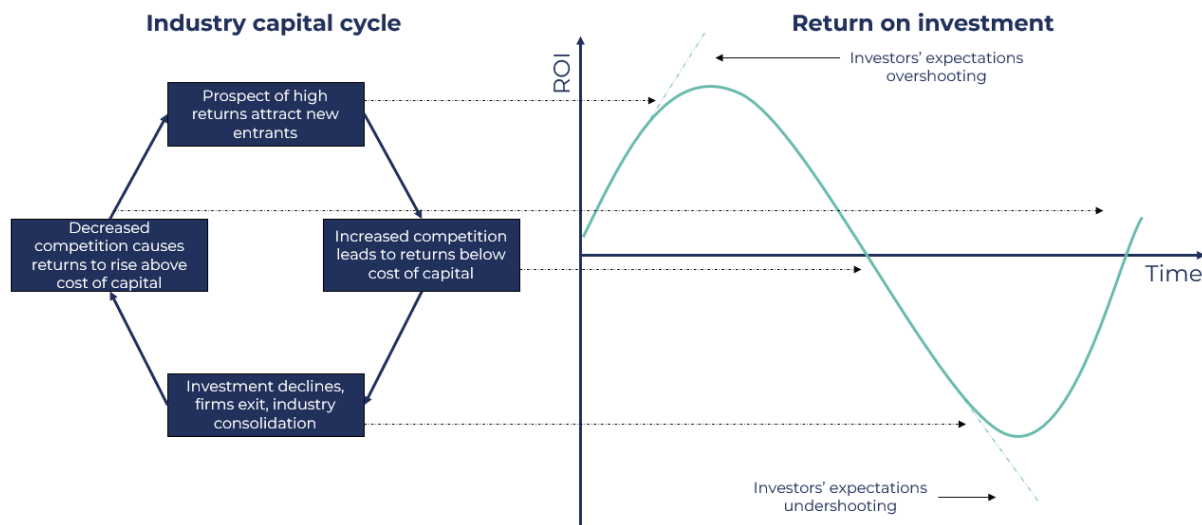 Industry capital cycle
Return on investment
Prospect of high
returns attract new
entrants
Decreased
competition causes
returns to rise above
cost of capital
Increased competition
leads to returns below
cost of capital
Investment declines,
firms exit, industry
consolidation
ROI
Investors’ expectations
overshooting
Time
Investors’ expectations
undershooting